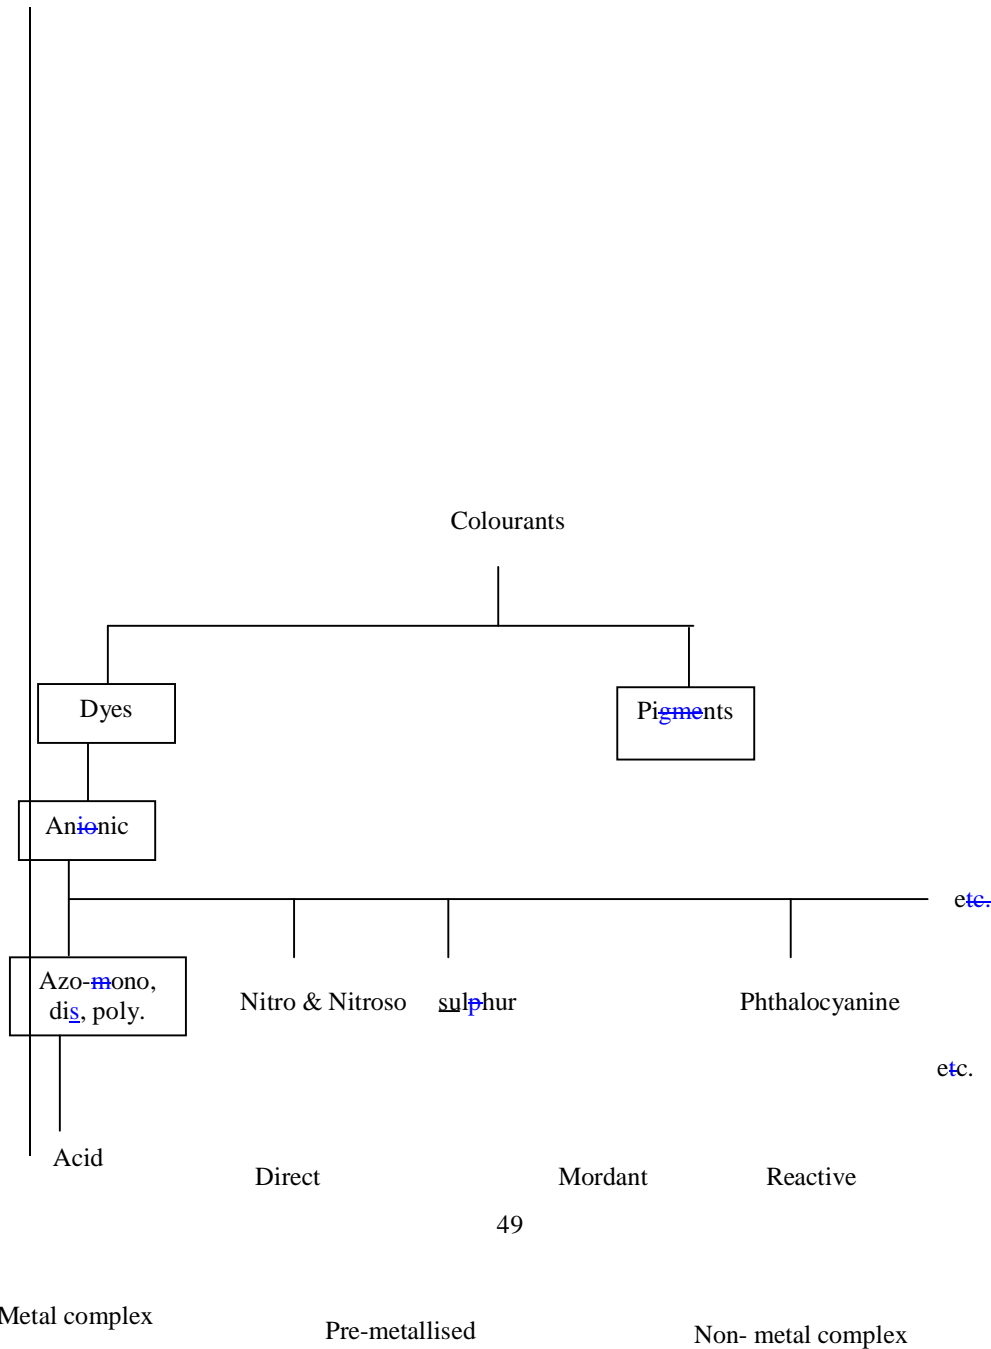 Colourants
Dyes
Pigments
Anionic
etc.
Azo-mono,
dis, poly.
Nitro & Nitroso
sulphur
Phthalocyanine
etc.
Acid
Direct
Mordant
Reactive
49
Metal complex
Pre-metallised
Non- metal complex